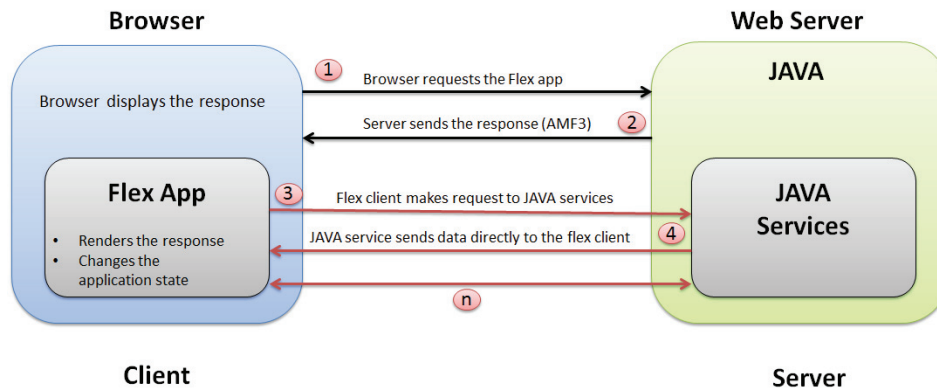 Browser
Web Server
1
Browser requests the Flex app
JAVA
Browser displays the response
Server sends the response (AMF3)
2
Flex App
3
Flex client makes request to JAVA services
JAVA
Services
• Renders the response
• Changes the
application state
JAVA service sends data directly to the flex client
4
n
Client
Server